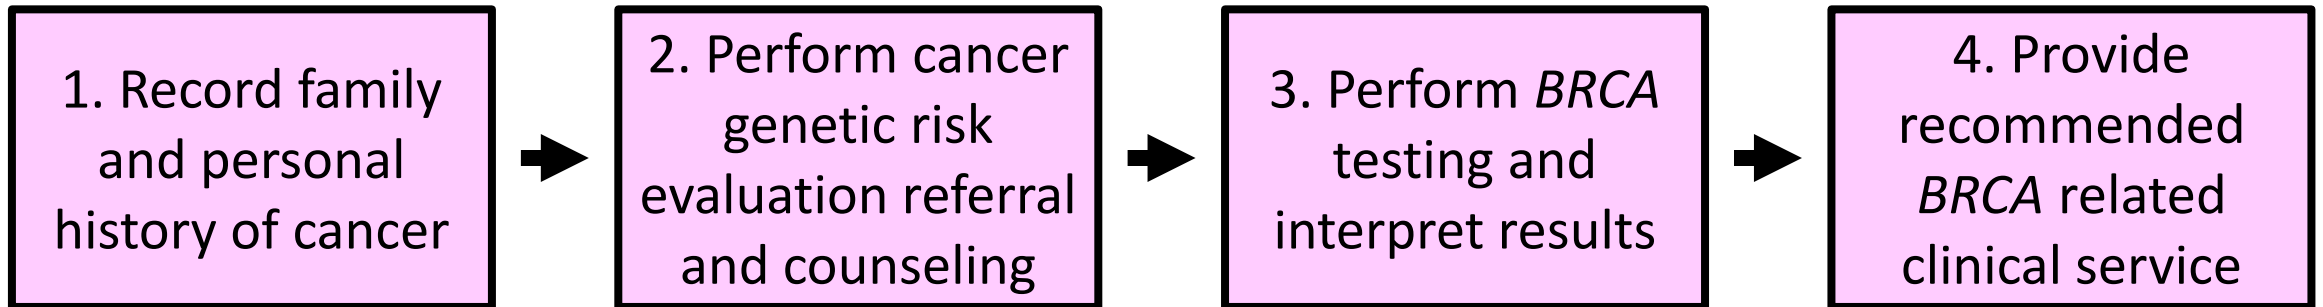 1. Record family
and personal
history of cancer
2. Perform cancer
genetic risk
evaluation referral
and counseling
3. Perform BRCA
testing and
interpret results
4. Provide
recommended
BRCA related
clinical service